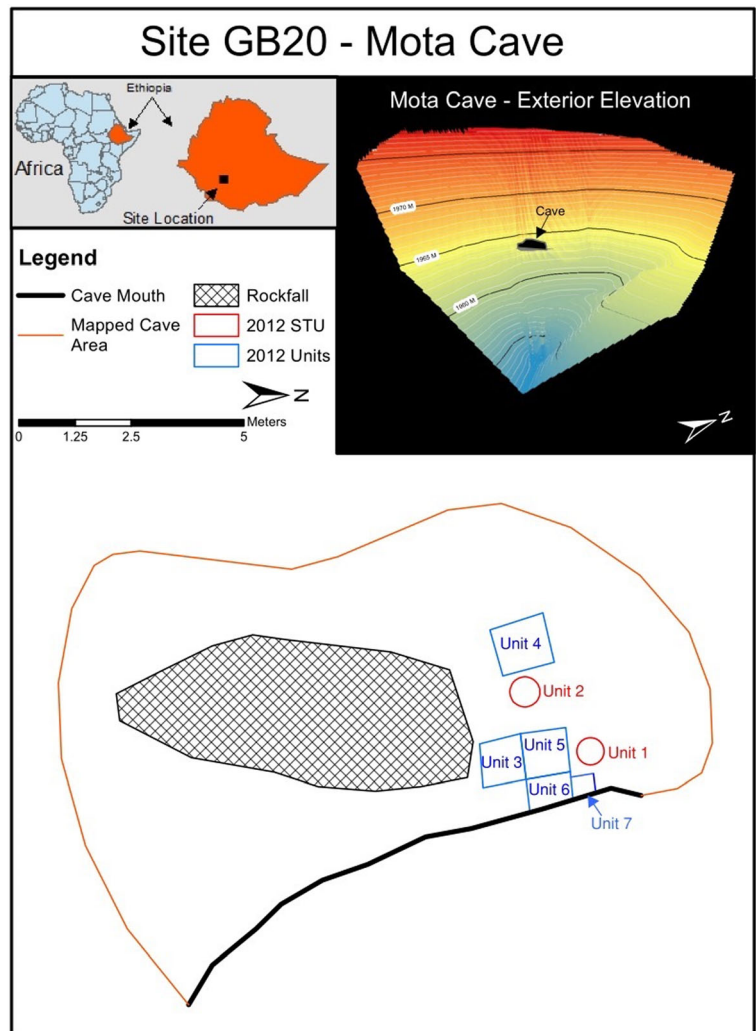 Site GB20 - Mota Cave
Ethiopia
Africa
Site Location
Mota Cave - Exterior Elevation
1970 M
Cave
1965 M
1960 M
N
Legend
Cave Mouth
Rockfall
Mapped Cave
Area
2012 STU
2012 Units
N
Meters
0 1.25 2.5 5
Unit 4
Unit 2
Unit 5
Unit 3
Unit 1
Unit 6
Unit 7